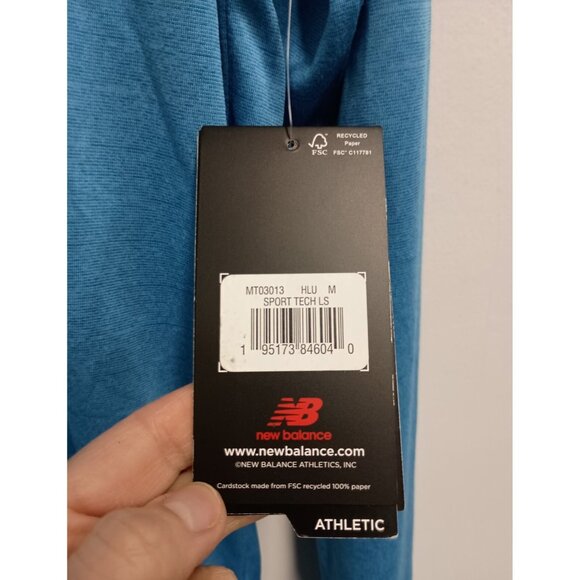 RECYCLED
Paper
FSC® C117781
FSC
MT03013 HLU M
SPORT TECH LS
1 95173 84604 0
NB
new balance
www.newbalance.com
©NEW BALANCE ATHLETICS, INC
Cardstock made from FSC recycled 100% paper
ATHLETIC